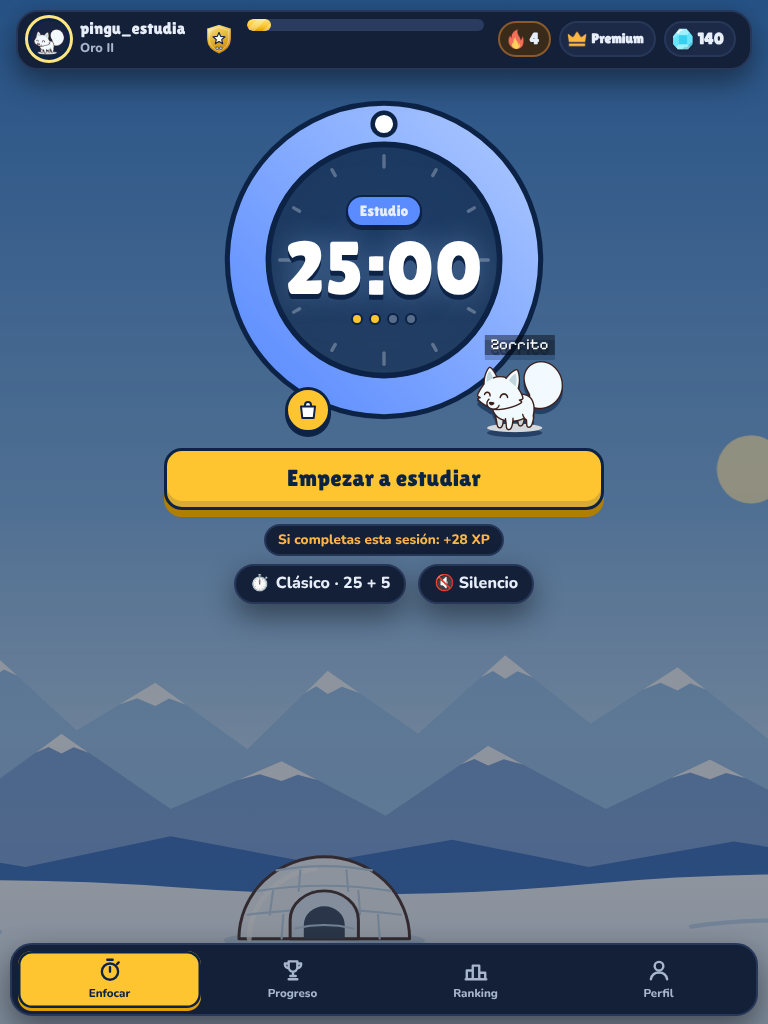 pingu_estudia
Oro II
4
Premium
140
Estudio
25:00
Zorrito
Empezar a estudiar
Si completas esta sesión: +28 XP
Clásico · 25 + 5
Silencio
Enfocar
Progreso
Ranking
Perfil